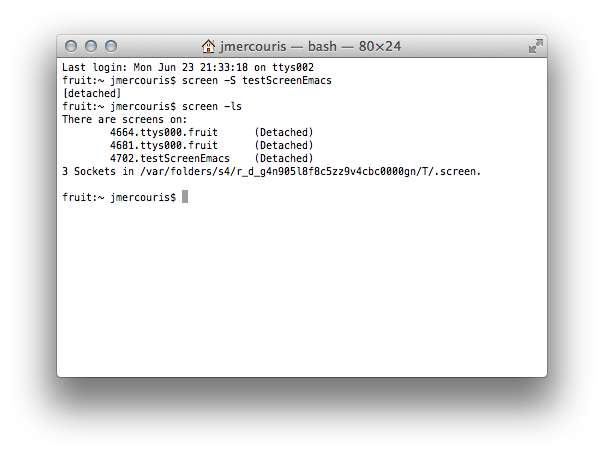 jmercouris — bash — 80×24
Last login: Mon Jun 23 21:33:18 on ttys002
fruit:~ jmercouris$ screen -S testScreenEmacs
[detached]
fruit:~ jmercouris$ screen -ls
There are screens on:
        4664.ttys000.fruit      (Detached)
        4681.ttys000.fruit      (Detached)
        4702.testScreenEmacs    (Detached)
3 Sockets in /var/folders/s4/r_d_g4n905l8f8c5zz9v4cbc0000gn/T/.screen.
fruit:~ jmercouris$